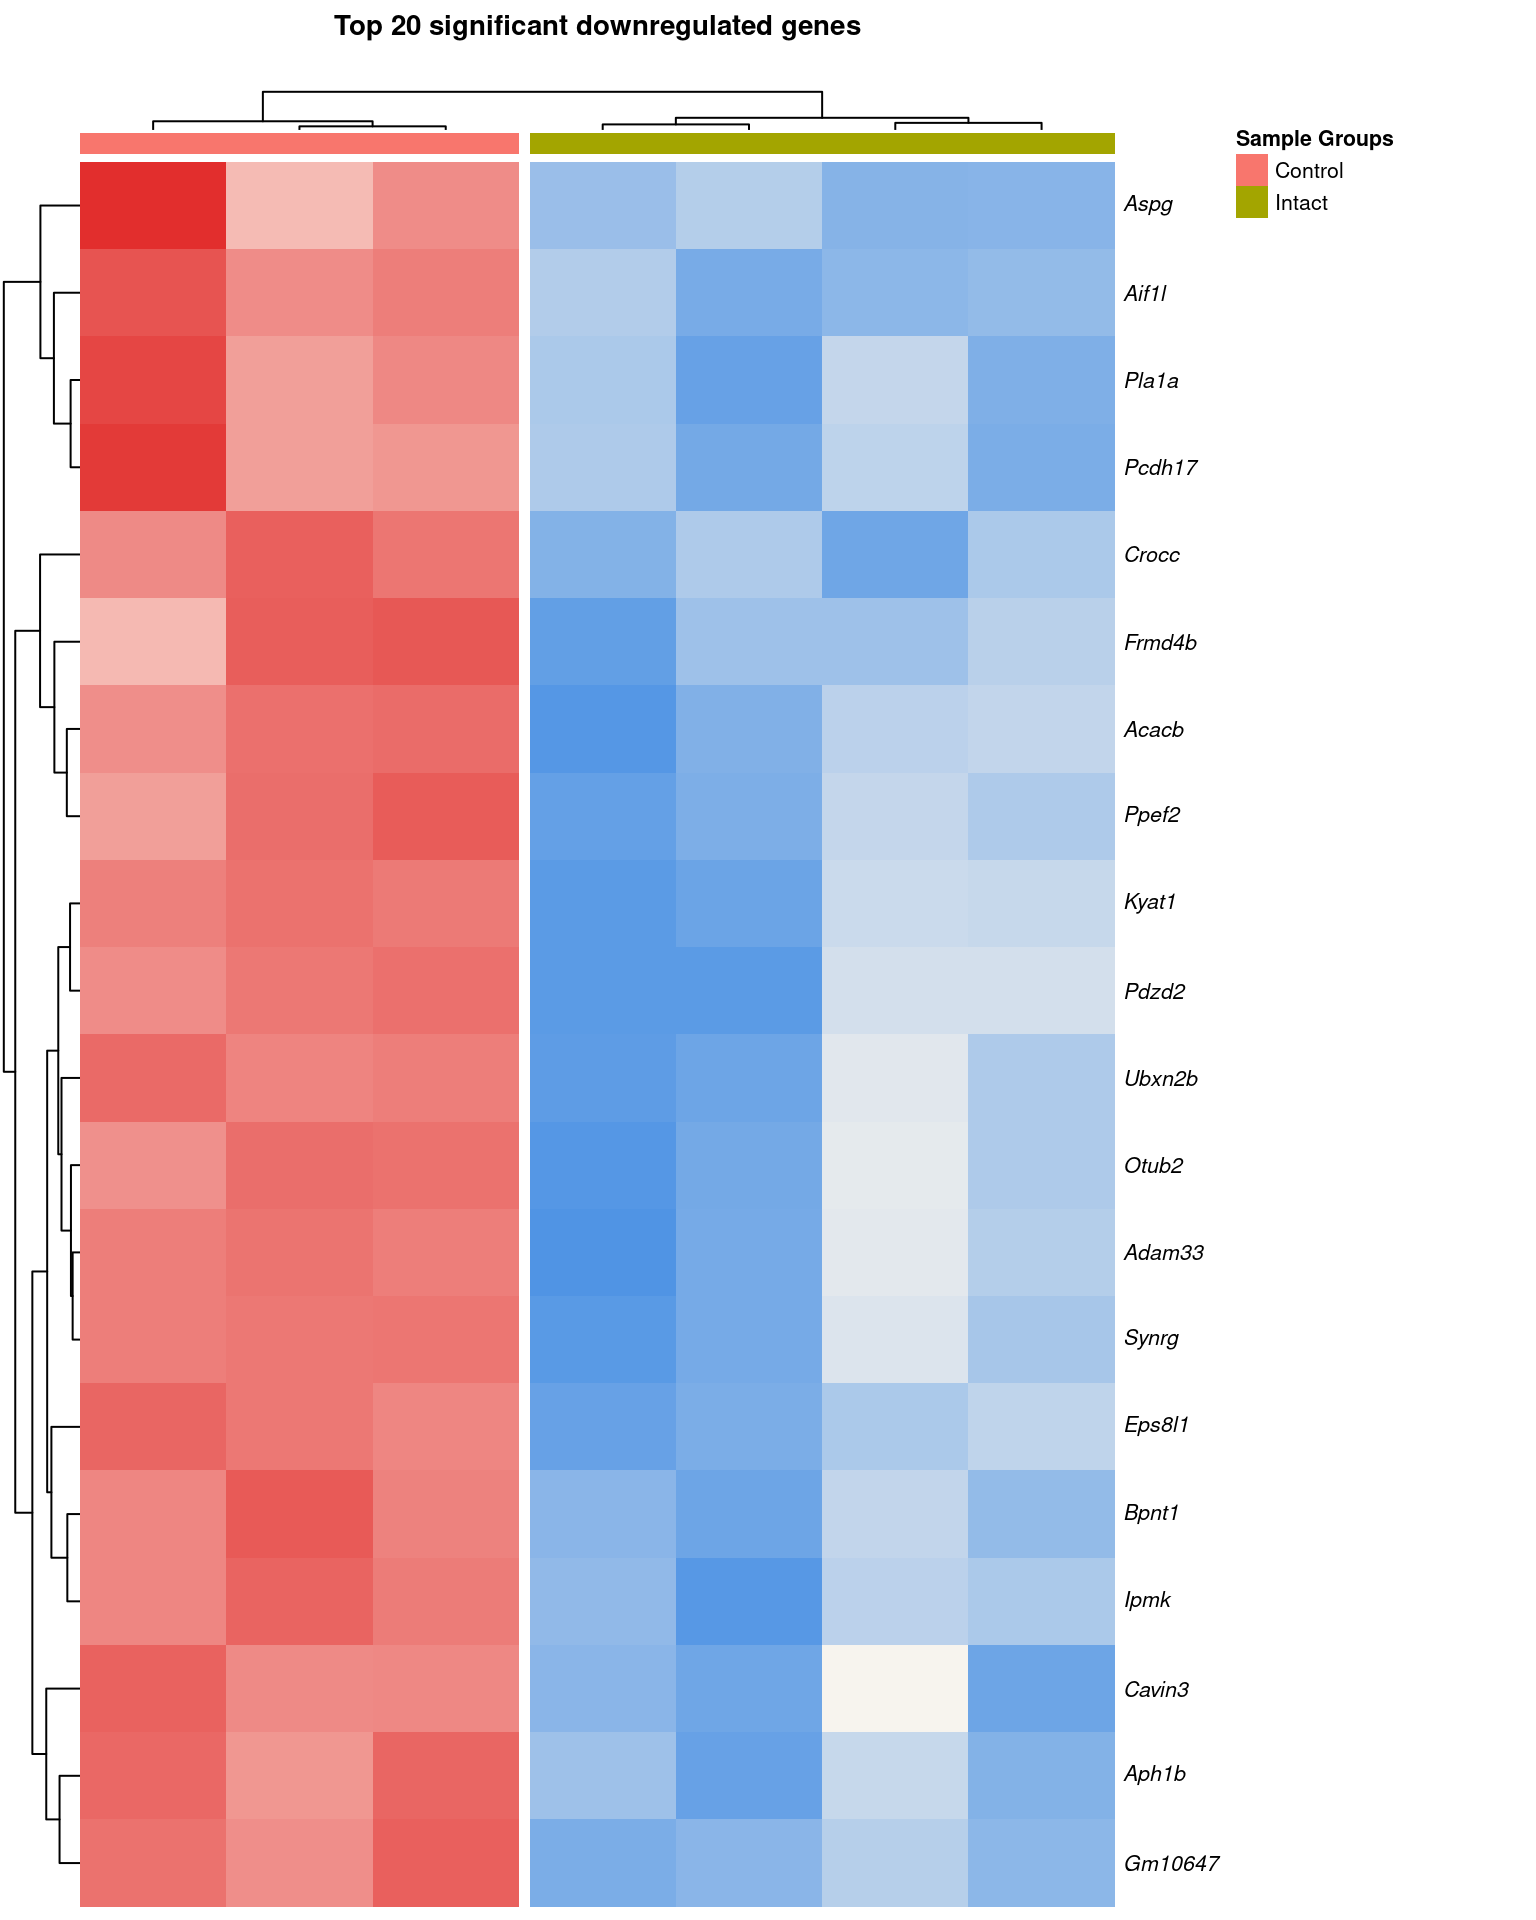 Top 20 significant downregulated genes
Sample Groups
Control
Intact
Aspg
Aif1l
Pla1a
Pcdh17
Crocc
Frmd4b
Acacb
Ppef2
Kyat1
Pdzd2
Ubxn2b
Otub2
Adam33
Synrg
Eps8l1
Bpnt1
Ipmk
Cavin3
Aph1b
Gm10647